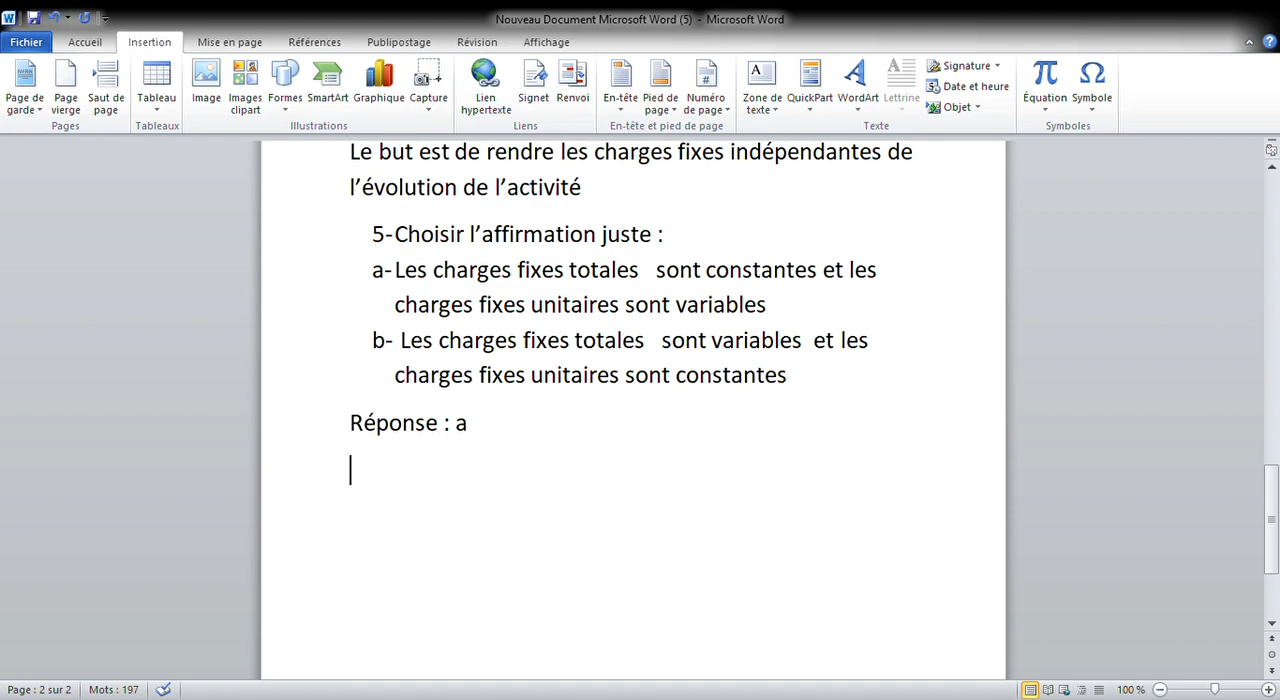 Nouveau Document Microsoft Word (5) - Microsoft Word
Fichier Accueil Insertion Mise en page Références Publipostage Révision Affichage
Page de garde Page vierge Saut de page
Pages
Tableau
Tableaux
Image Images clipart Formes SmartArt Graphique Capture
Illustrations
Lien hypertexte Signet Renvoi
Liens
En-tête Pied de page Numéro de page
En-tête et pied de page
Zone de texte QuickPart WordArt Lettrine
Signature
Date et heure
Objet
Texte
Équation Symbole
Symboles
Le but est de rendre les charges fixes indépendantes de
l’évolution de l’activité
5-Choisir l’affirmation juste :
a-Les charges fixes totales sont constantes et les
charges fixes unitaires sont variables
b- Les charges fixes totales sont variables et les
charges fixes unitaires sont constantes
Réponse : a
Page : 2 sur 2 Mots : 197 100 %